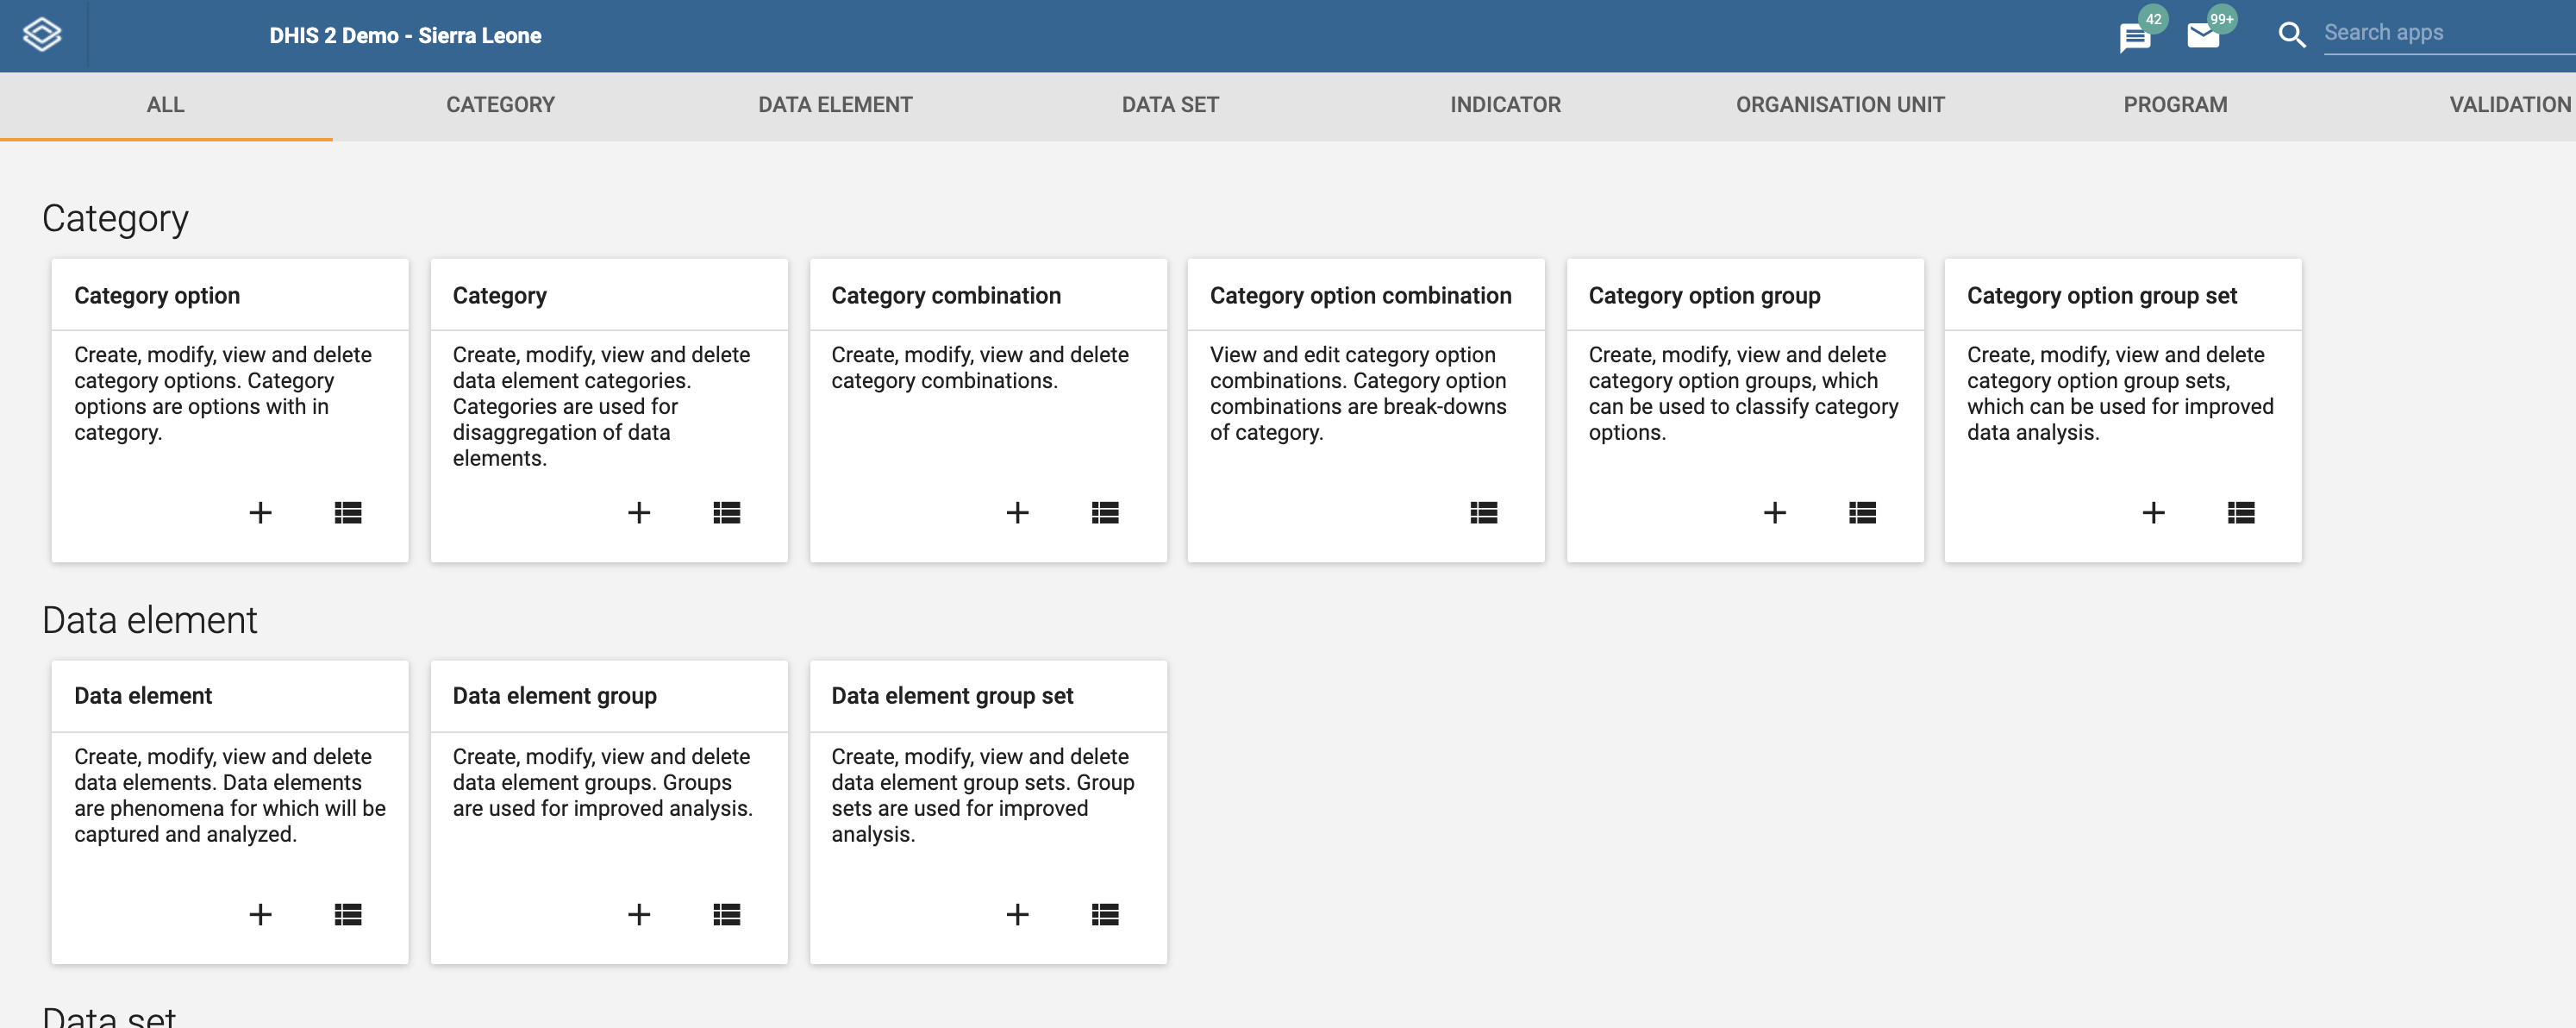 DHIS 2 Demo - Sierra Leone
42
99+
Search apps
ALL
CATEGORY
DATA ELEMENT
DATA SET
INDICATOR
ORGANISATION UNIT
PROGRAM
VALIDATION
Category
Category option
Create, modify, view and delete
category options. Category
options are options with in
category.
Category
Create, modify, view and delete
data element categories.
Categories are used for
disaggregation of data
elements.
Category combination
Create, modify, view and delete
category combinations.
Category option combination
View and edit category option
combinations. Category option
combinations are break-downs
of category.
Category option group
Create, modify, view and delete
category option groups, which
can be used to classify category
options.
Category option group set
Create, modify, view and delete
category option group sets,
which can be used for improved
data analysis.
Data element
Data element
Create, modify, view and delete
data elements. Data elements
are phenomena for which will be
captured and analyzed.
Data element group
Create, modify, view and delete
data element groups. Groups
are used for improved analysis.
Data element group set
Create, modify, view and delete
data element group sets. Group
sets are used for improved
analysis.
Data set